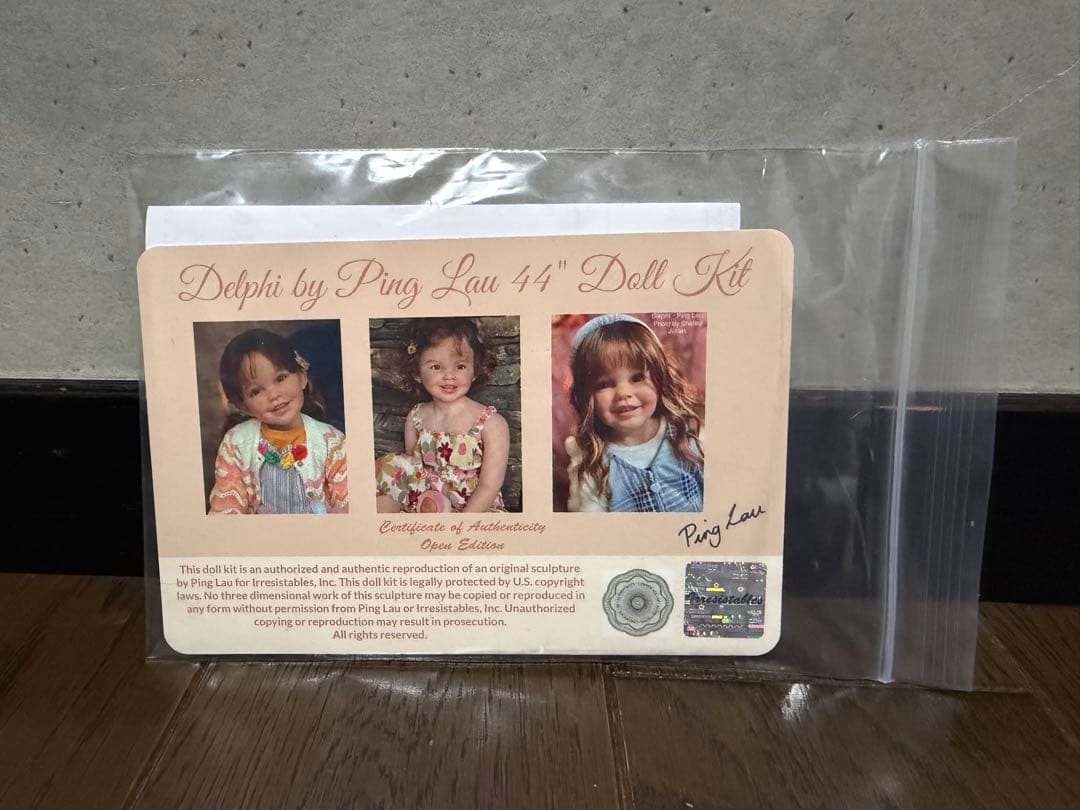 Delphi by Ping Lau 44" Doll Kit
Delphi - Ping Lau
Photo by Shelley
Certificate of Authenticity
Open Edition
Ping Lau
This doll kit is an authorized and authentic reproduction of an original sculpture
by Ping Lau for Irresistables, Inc. This doll kit is legally protected by U.S. copyright
laws. No three dimensional work of this sculpture may be copied or reproduced in
any form without permission from Ping Lau or Irresistables, Inc. Unauthorized
copying or reproduction may result in prosecution.
All rights reserved.
Irresistables